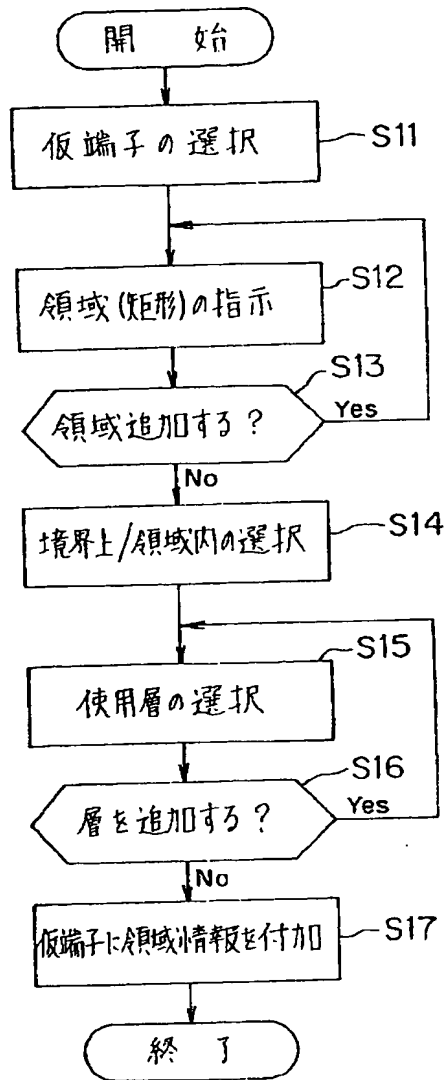 開 始
仮端子の選択
S11
領域(矩形)の指示
S12
領域追加する?
S13
Yes
No
境界上/領域内の選択
S14
使用層の選択
S15
層を追加する?
S16
Yes
No
仮端子に領域情報を付加
S17
終 了